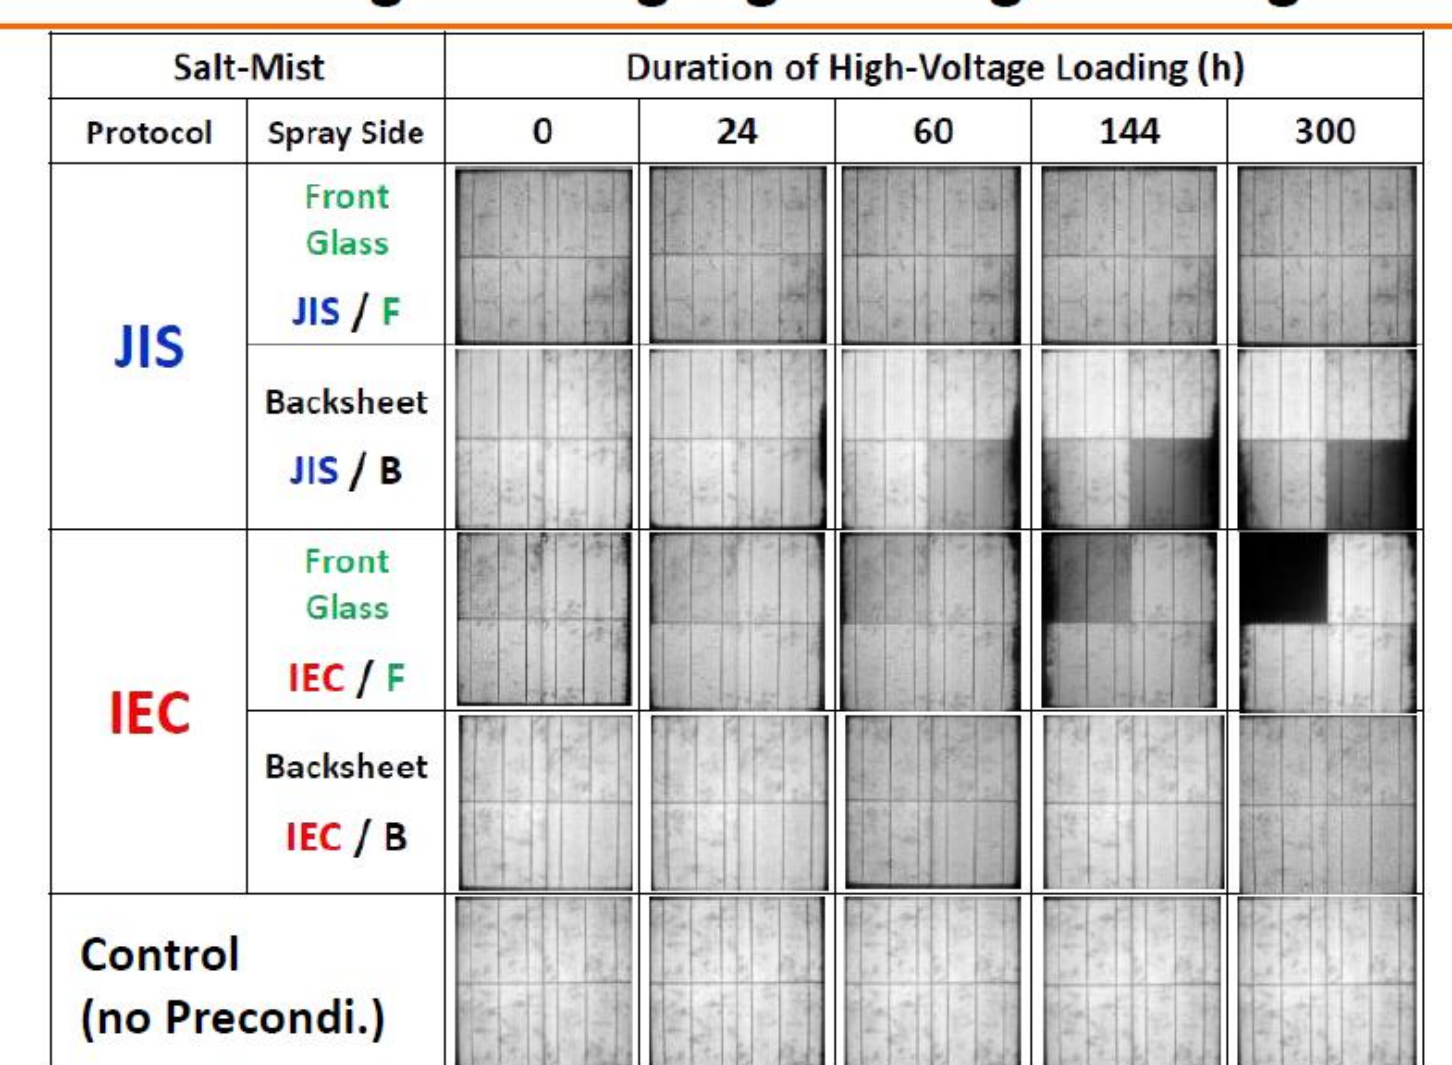 Salt-Mist Duration of High-Voltage Loading (h)
Protocol Spray Side 0 24 60 144 300
JIS
Front
Glass
JIS / F
Backsheet
JIS / B
IEC
Front
Glass
IEC / F
Backsheet
IEC / B
Control
(no Precondi.)